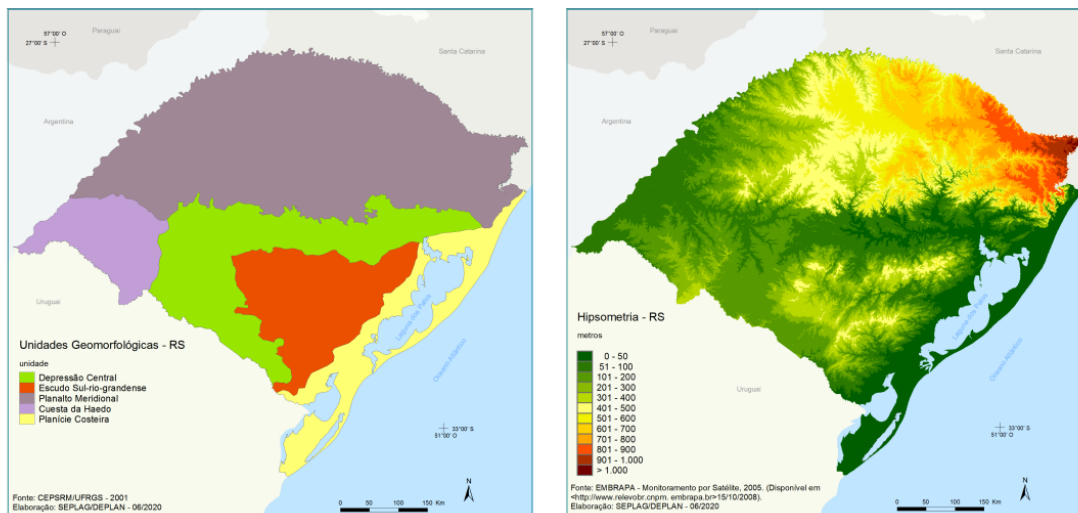 Paraguai
57°00' O
27°00' S
Santa Catarina
Argentina
Uruguai
Laguna dos Patos
Oceano Atlântico
Unidades Geomorfológicas - RS
unidade
Depressão Central
Escudo Sul-rio-grandense
Planalto Meridional
Cuesta da Haedo
Planície Costeira
33°00' S
51°00' O
Fonte: CEPSRM/UFRGS - 2001
Elaboração: SEPLAG/DEPLAN - 06/2020
N
0 50 100 150 Km
Paraguai
57°00' O
27°00' S
Santa Catarina
Argentina
Uruguai
Laguna dos Patos
Oceano Atlântico
Hipsometria - RS
metros
0 - 50
51 - 100
101 - 200
201 - 300
301 - 400
401 - 500
501 - 600
601 - 700
701 - 800
801 - 900
901 - 1.000
> 1.000
33°00' S
51°00' O
Fonte: EMBRAPA - Monitoramento por Satélite, 2005. (Disponível em
<http://www.relevobr.cnpm. embrapa.br>15/10/2008).
Elaboração: SEPLAG/DEPLAN - 06/2020
N
0 50 100 150 Km